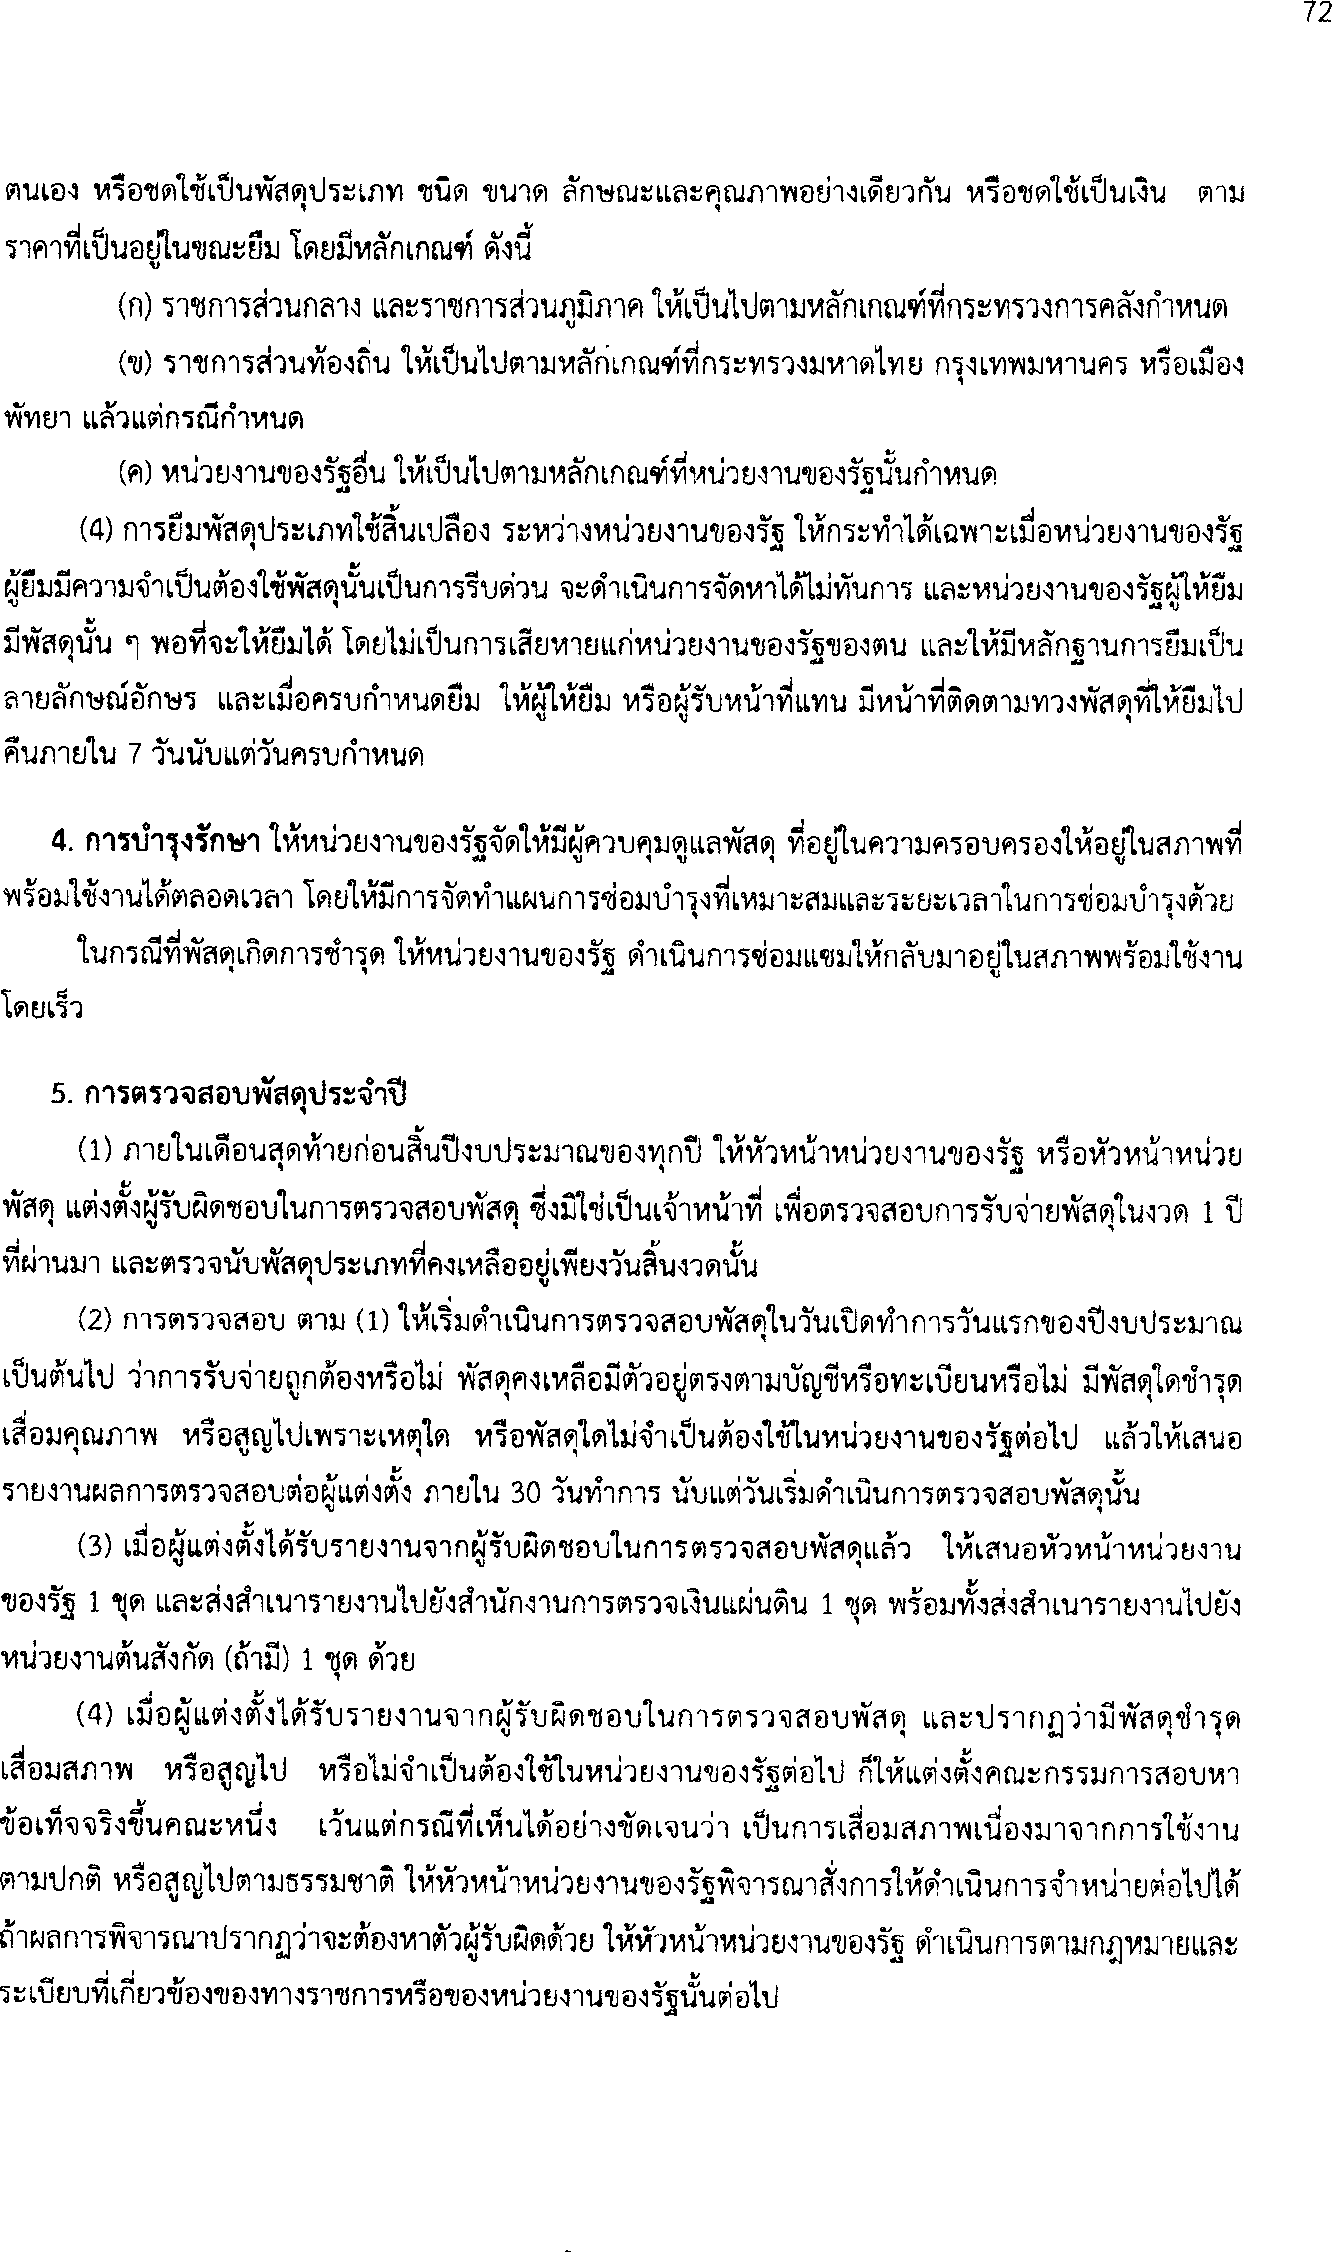 72
ตนเอง หรือชดใช้เป็นพัสดุประเภท ชนิด ขนาด ลักษณะและคุณภาพอย่างเดียวกัน หรือชดใช้เป็นเงิน ตาม
ราคาที่เป็นอยู่ในขณะยืม โดยมีหลักเกณฑ์ ดังนี้
(ก) ราชการส่วนกลาง และราชการส่วนภูมิภาค ให้เป็นไปตามหลักเกณฑ์ที่กระทรวงการคลังกำหนด
(ข) ราชการส่วนท้องถิ่น ให้เป็นไปตามหลักเกณฑ์ที่กระทรวงมหาดไทย กรุงเทพมหานคร หรือเมือง
พัทยา แล้วแต่กรณีกำหนด
(ค) หน่วยงานของรัฐอื่น ให้เป็นไปตามหลักเกณฑ์ที่หน่วยงานของรัฐนั้นกำหนด
(4) การยืมพัสดุประเภทใช้สิ้นเปลือง ระหว่างหน่วยงานของรัฐ ให้กระทำได้เฉพาะเมื่อหน่วยงานของรัฐ
ผู้ยืมมีความจำเป็นต้องใช้พัสดุนั้นเป็นการรีบด่วน จะดำเนินการจัดหาได้ไม่ทันการ และหน่วยงานของรัฐผู้ให้ยืม
มีพัสดุนั้น ๆ พอที่จะให้ยืมได้ โดยไม่เป็นการเสียหายแก่หน่วยงานของรัฐของตน และให้มีหลักฐานการยืมเป็น
ลายลักษณ์อักษร และเมื่อครบกำหนดยืม ให้ผู้ให้ยืม หรือผู้รับหน้าที่แทน มีหน้าที่ติดตามทวงพัสดุที่ให้ยืมไป
คืนภายใน 7 วันนับแต่วันครบกำหนด
4. การบำรุงรักษา ให้หน่วยงานของรัฐจัดให้มีผู้ควบคุมดูแลพัสดุ ที่อยู่ในความครอบครองให้อยู่ในสภาพที่
พร้อมใช้งานได้ตลอดเวลา โดยให้มีการจัดทำแผนการซ่อมบำรุงที่เหมาะสมและระยะเวลาในการซ่อมบำรุงด้วย
ในกรณีที่พัสดุเกิดการชำรุด ให้หน่วยงานของรัฐ ดำเนินการซ่อมแซมให้กลับมาอยู่ในสภาพพร้อมใช้งาน
โดยเร็ว
5. การตรวจสอบพัสดุประจำปี
(1) ภายในเดือนสุดท้ายก่อนสิ้นปีงบประมาณของทุกปี ให้หัวหน้าหน่วยงานของรัฐ หรือหัวหน้าหน่วย
พัสดุ แต่งตั้งผู้รับผิดชอบในการตรวจสอบพัสดุ ซึ่งมิใช่เป็นเจ้าหน้าที่ เพื่อตรวจสอบการรับจ่ายพัสดุในงวด 1 ปี
ที่ผ่านมา และตรวจนับพัสดุประเภทที่คงเหลืออยู่เพียงวันสิ้นงวดนั้น
(2) การตรวจสอบ ตาม (1) ให้เริ่มดำเนินการตรวจสอบพัสดุในวันเปิดทำการวันแรกของปีงบประมาณ
เป็นต้นไป ว่าการรับจ่ายถูกต้องหรือไม่ พัสดุคงเหลือมีตัวอยู่ตรงตามบัญชีหรือทะเบียนหรือไม่ มีพัสดุใดชำรุด
เสื่อมคุณภาพ หรือสูญไปเพราะเหตุใด หรือพัสดุใดไม่จำเป็นต้องใช้ในหน่วยงานของรัฐต่อไป แล้วให้เสนอ
รายงานผลการตรวจสอบต่อผู้แต่งตั้ง ภายใน 30 วันทำการ นับแต่วันเริ่มดำเนินการตรวจสอบพัสดุนั้น
(3) เมื่อผู้แต่งตั้งได้รับรายงานจากผู้รับผิดชอบในการตรวจสอบพัสดุแล้ว ให้เสนอหัวหน้าหน่วยงาน
ของรัฐ 1 ชุด และส่งสำเนารายงานไปยังสำนักงานการตรวจเงินแผ่นดิน 1 ชุด พร้อมทั้งส่งสำเนารายงานไปยัง
หน่วยงานต้นสังกัด (ถ้ามี) 1 ชุด ด้วย
(4) เมื่อผู้แต่งตั้งได้รับรายงานจากผู้รับผิดชอบในการตรวจสอบพัสดุ และปรากฏว่ามีพัสดุชำรุด
เสื่อมสภาพ หรือสูญไป หรือไม่จำเป็นต้องใช้ในหน่วยงานของรัฐต่อไป ก็ให้แต่งตั้งคณะกรรมการสอบหา
ข้อเท็จจริงขึ้นคณะหนึ่ง เว้นแต่กรณีที่เห็นได้อย่างชัดเจนว่า เป็นการเสื่อมสภาพเนื่องมาจากการใช้งาน
ตามปกติ หรือสูญไปตามธรรมชาติ ให้หัวหน้าหน่วยงานของรัฐพิจารณาสั่งการให้ดำเนินการจำหน่ายต่อไปได้
ถ้าผลการพิจารณาปรากฏว่าจะต้องหาตัวผู้รับผิดด้วย ให้หัวหน้าหน่วยงานของรัฐ ดำเนินการตามกฎหมายและ
ระเบียบที่เกี่ยวข้องของทางราชการหรือของหน่วยงานของรัฐนั้นต่อไป